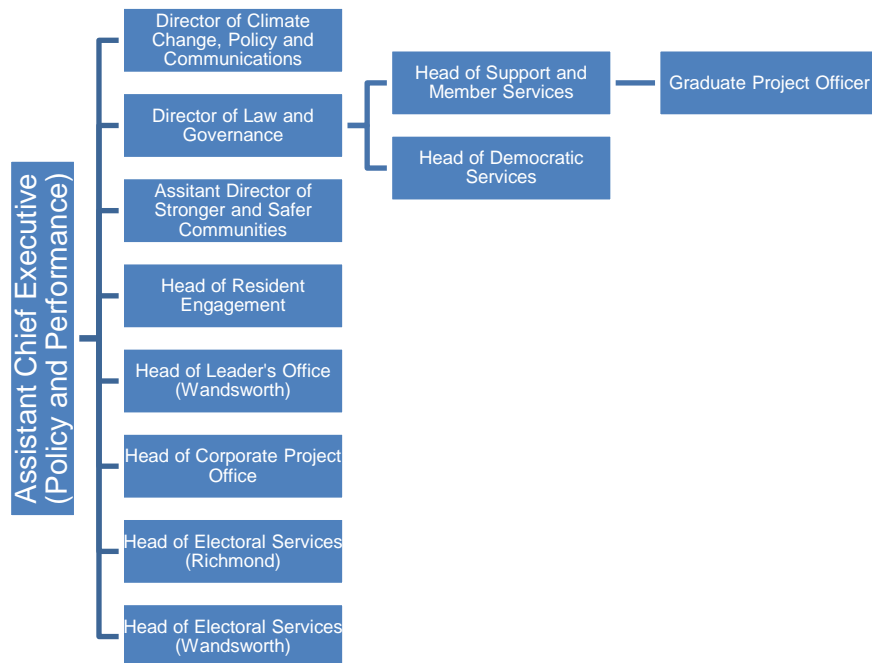 Assistant Chief Executive
(Policy and Performance)
Director of Climate
Change, Policy and
Communications
Director of Law and
Governance
Head of Support and
Member Services
Graduate Project Officer
Head of Democratic
Services
Assitant Director of
Stronger and Safer
Communities
Head of Resident
Engagement
Head of Leader's Office
(Wandsworth)
Head of Corporate Project
Office
Head of Electoral Services
(Richmond)
Head of Electoral Services
(Wandsworth)